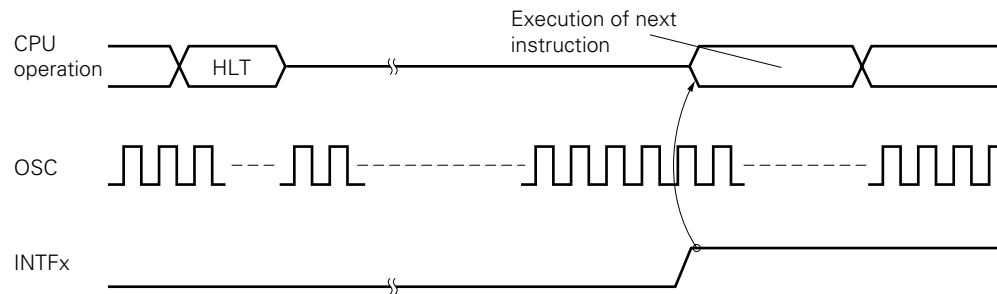 Execution of next
instruction
CPU
operation
HLT
OSC
INTFx